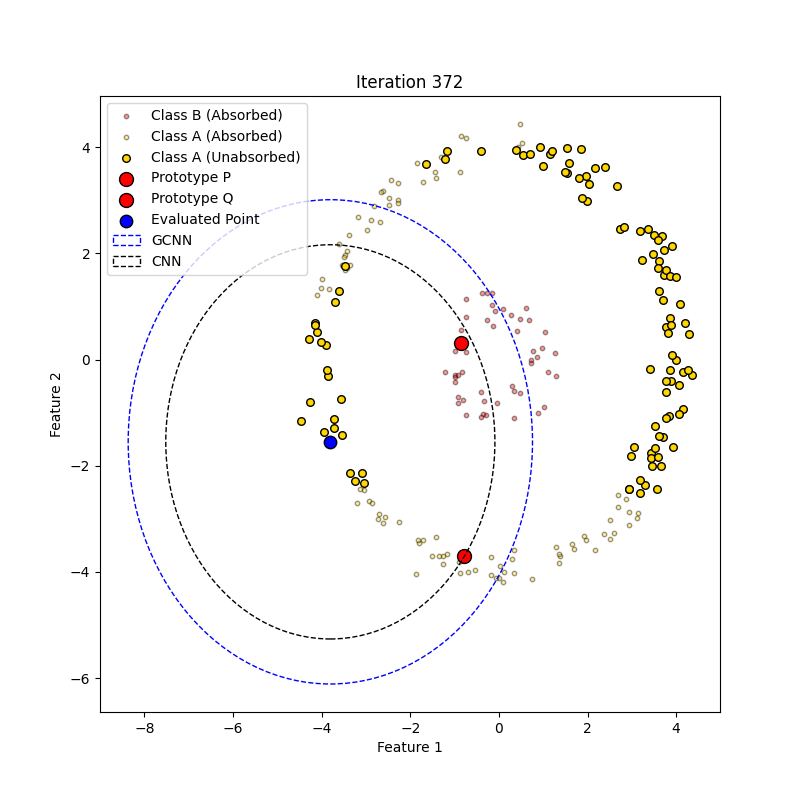 Iteration 372
Class B (Absorbed)
Class A (Absorbed)
Class A (Unabsorbed)
Prototype P
Prototype Q
Evaluated Point
GCNN
CNN
4
2
0
−2
−4
−6
Feature 2
−8 −6 −4 −2 0 2 4
Feature 1